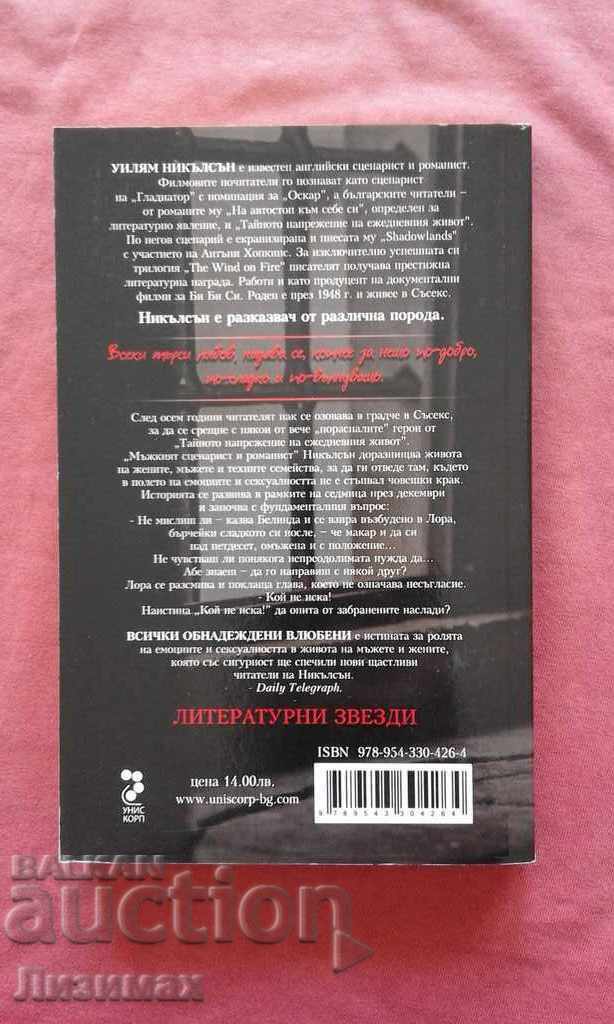 УИЛЯМ НИКЪЛСЪН е известен английски сценарист и романист.
Филмовите почитатели го познават като сценарист
на „Гладиатор" с номинация за „Оскар", а българските читатели –
от романите му „На автостоп към себе си", определен за
литературно явление, и „Тайното напрежение на ежедневния живот".
По негов сценарий е екранизирана и пиесата му „Shadowlands"
с участието на Антъни Хопкинс. За изключително успешната си
трилогия „The Wind on Fire" писателят получава престижна
литературна награда. Работи и като продуцент на документални
филми за Би Би Си. Роден е през 1948 г. и живее в Съсекс.
Никълсън е разказвач от различна порода.
Всеки търси любов, надява се, копнее за нещо по-добро,
по-сладко и по-вълнуващо.
След осем години читателят пак се озовава в градче в Съсекс,
за да се срещне с някои от вече „порасналите" герои от
„Тайното напрежение на ежедневния живот".
„Мъжкият сценарист и романист" Никълсън доразнищва живота
на жените, мъжете и техните семейства, за да ги отведе там, където
в полето на емоциите и сексуалността не е стъпвал човешки крак.
Историята се развива в рамките на седмица през декември
и започва с фундаменталния въпрос:
- Не мислиш ли – казва Белинда и се взира възбудено в Лора,
бърчейки сладкото си носле, – че макар и да си
над петдесет, омъжена и с положение...
Не чувстваш ли понякога непреодолимата нужда да...
Абе знаеш – да го направиш с някой друг?
Лора се разсмива и поклаща глава, което не означава несъгласие.
- Кой не иска!
Наистина „Кой не иска!" да опита от забранените наслади?
ВСИЧКИ ОБНАДЕЖДЕНИ ВЛЮБЕНИ е истината за ролята
на емоциите и сексуалността в живота на мъжете и жените,
която със сигурност ще спечили нови щастливи
читатели на Никълсън.
- Daily Telegraph.
ЛИТЕРАТУРНИ ЗВЕЗДИ
ISBN 978-954-330-426-4
цена 14.00лв.
www.uniscorp-bg.com
УНИС
КОРП
9 789543 304264
БАЛКАН
auction
Лизимах